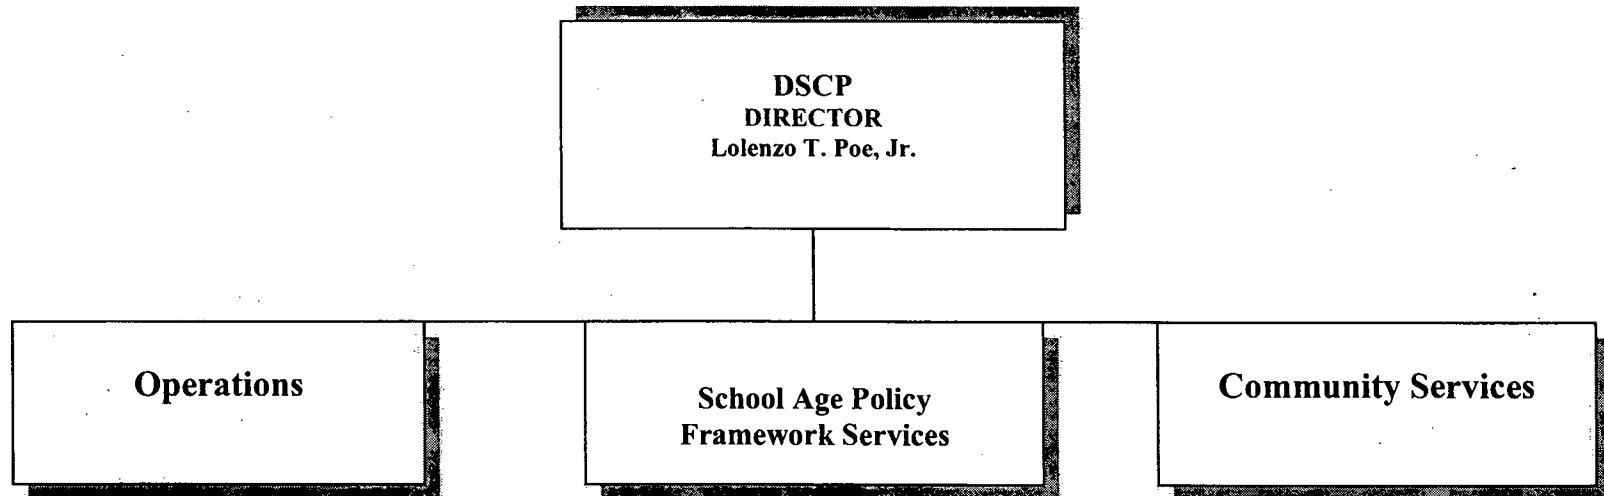 DSCP
DIRECTOR
Lolenzo T. Poe, Jr.
Operations
School Age Policy
Framework Services
Community Services